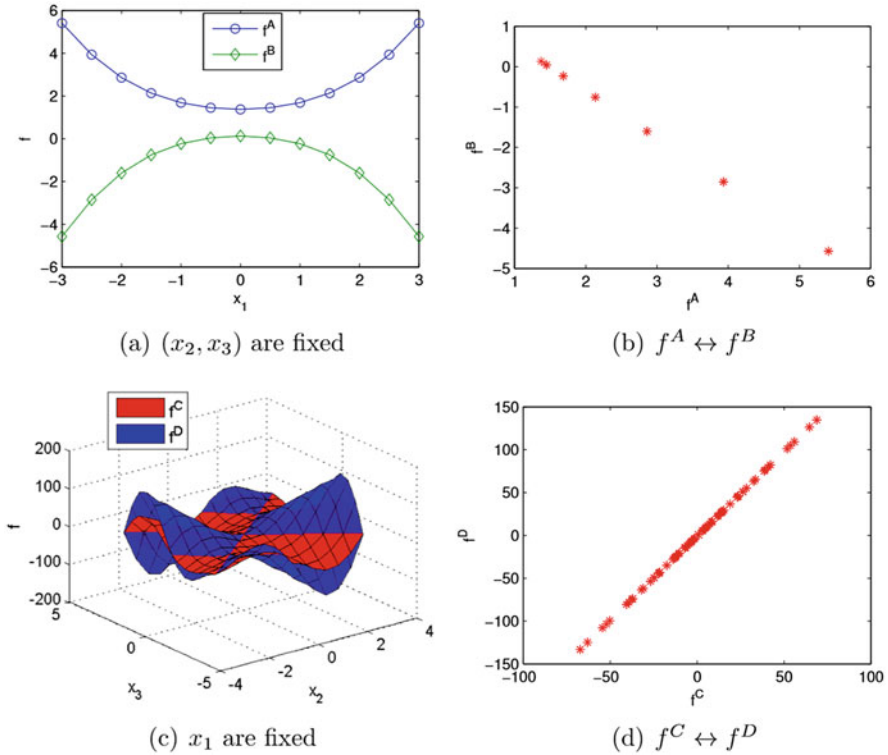 6
4
2
0
−2
−4
−6
f
−3 −2 −1 0 1 2 3
x₁
fᴬ
fᴮ
(a) (x₂, x₃) are fixed
0
−1
−2
−3
−4
−5
fᴮ
1 2 3 4 5 6
fᴬ
(b) fᴬ ↔ fᴮ
fᶜ
fᴰ
200
100
0
−100
−200
f
5
0
−5
x₃
−4
−2
0
2
4
x₂
(c) x₁ are fixed
150
100
50
0
−50
−100
−150
fᴰ
−100 −50 0 50 100
fᶜ
(d) fᶜ ↔ fᴰ